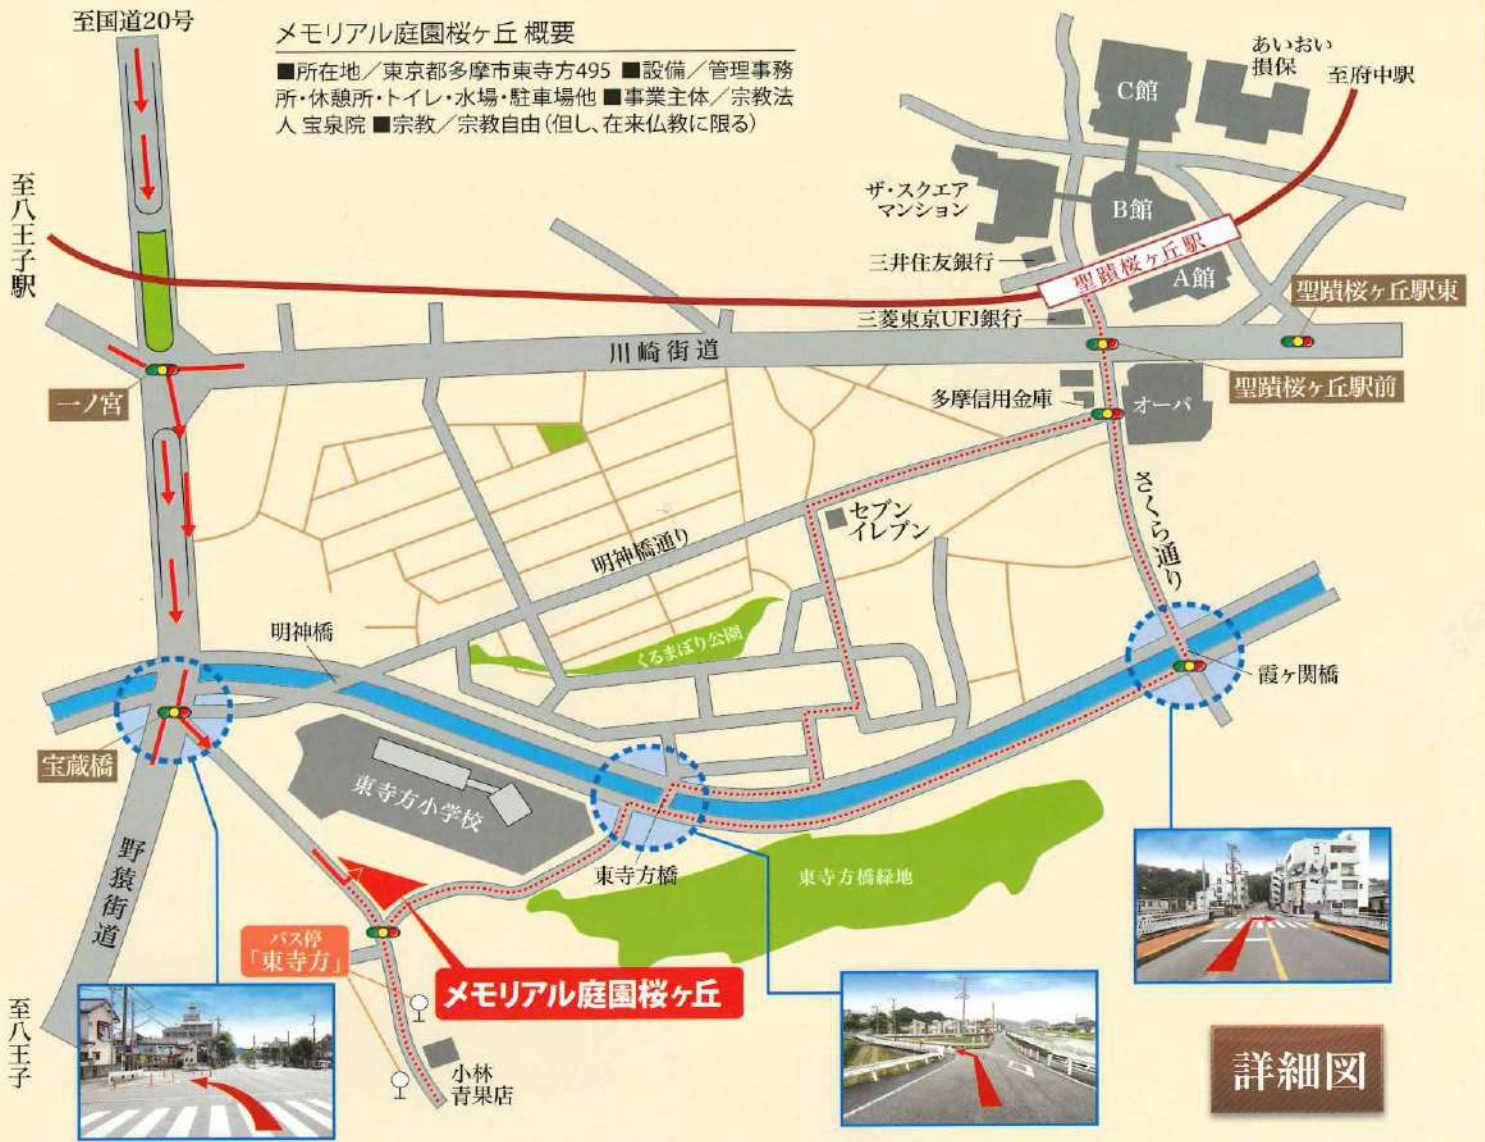 至国道20号
メモリアル庭園桜ヶ丘 概要
■所在地／東京都多摩市東寺方495 ■設備／管理事務
所・休憩所・トイレ・水場・駐車場他 ■事業主体／宗教法
人 宝泉院 ■宗教／宗教自由（但し、在来仏教に限る）
あいおい
損保
至府中駅
C館
至八王子駅
ザ・スクエア
マンション
B館
三井住友銀行
聖蹟桜ヶ丘駅
A館
聖蹟桜ヶ丘駅東
三菱東京UFJ銀行
川崎街道
一ノ宮
多摩信用金庫
オーパ
聖蹟桜ヶ丘駅前
さくら通り
セブン
イレブン
明神橋通り
明神橋
くるまぼり公園
霞ヶ関橋
宝蔵橋
東寺方小学校
野猿街道
東寺方橋
東寺方橋緑地
バス停
「東寺方」
メモリアル庭園桜ヶ丘
至八王子
小林
青果店
詳細図